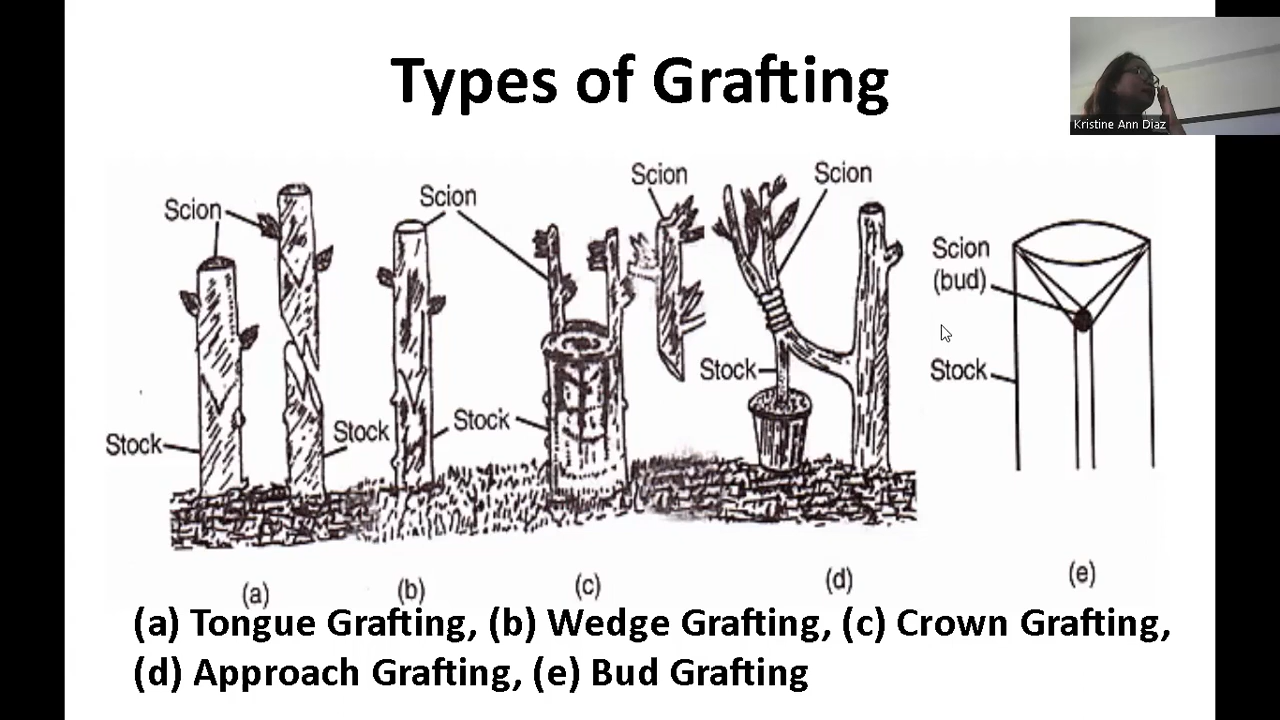 Types of Grafting
Kristine Ann Diaz
Scion
Scion
Scion
Scion
Scion
(bud)
Stock
Stock
Stock
Stock
Stock
(a)
(b)
(c)
(d)
(e)
(a) Tongue Grafting, (b) Wedge Grafting, (c) Crown Grafting,
(d) Approach Grafting, (e) Bud Grafting